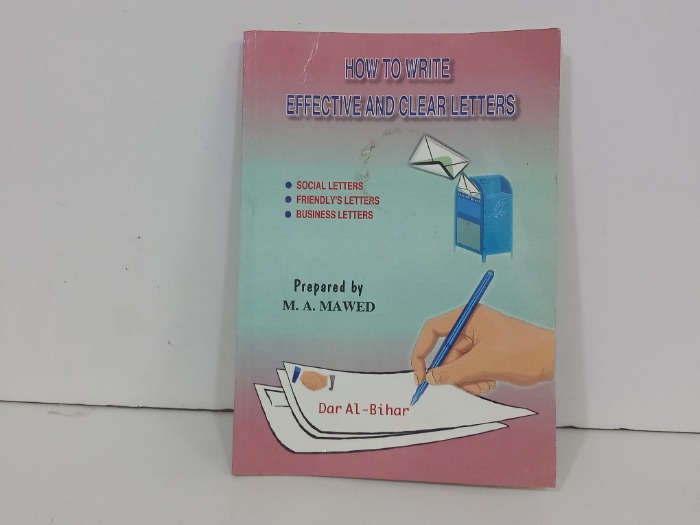 HOW TO WRITE
EFFECTIVE AND CLEAR LETTERS
SOCIAL LETTERS
FRIENDLY'S LETTERS
BUSINESS LETTERS
Prepared by
M. A. MAWED
Dar Al-Bihar